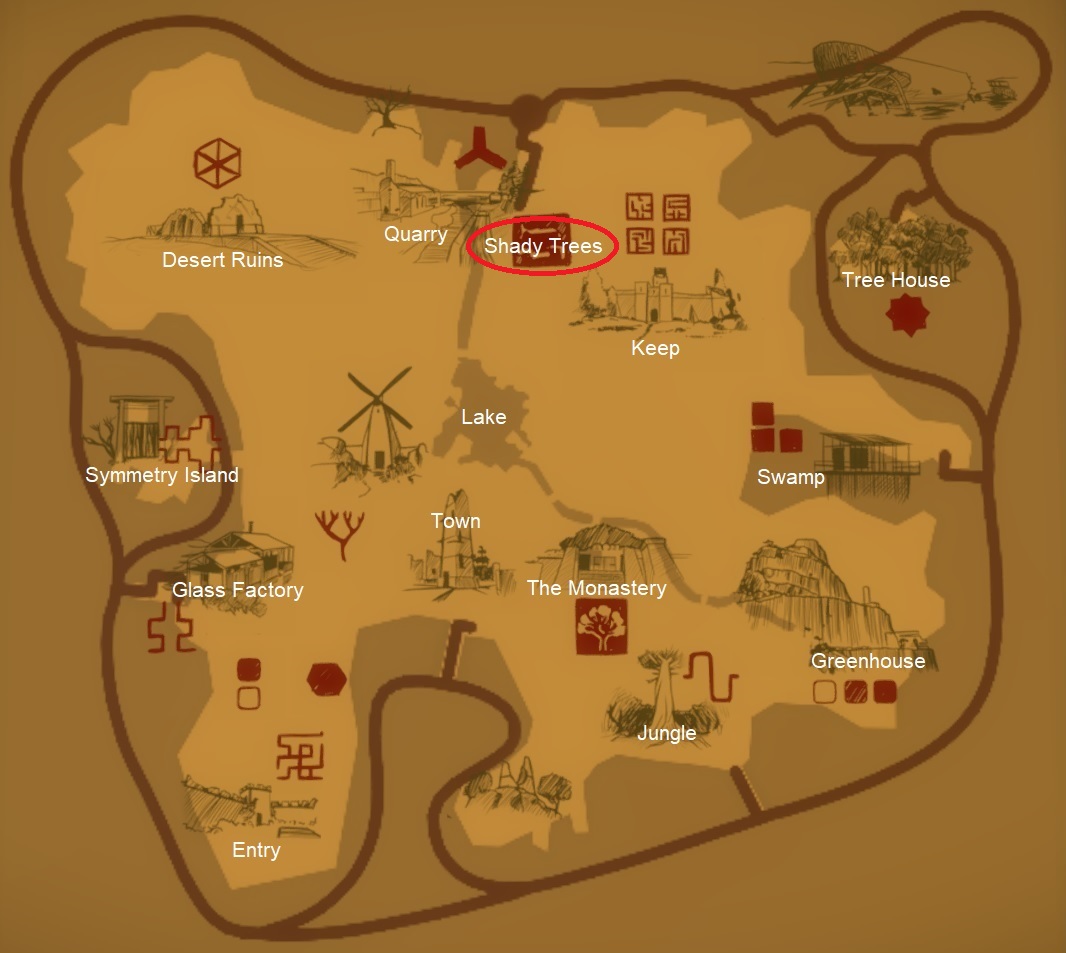 Quarry
Shady Trees
Desert Ruins
Tree House
Keep
Lake
Symmetry Island
Swamp
Town
Glass Factory
The Monastery
Greenhouse
Jungle
Entry